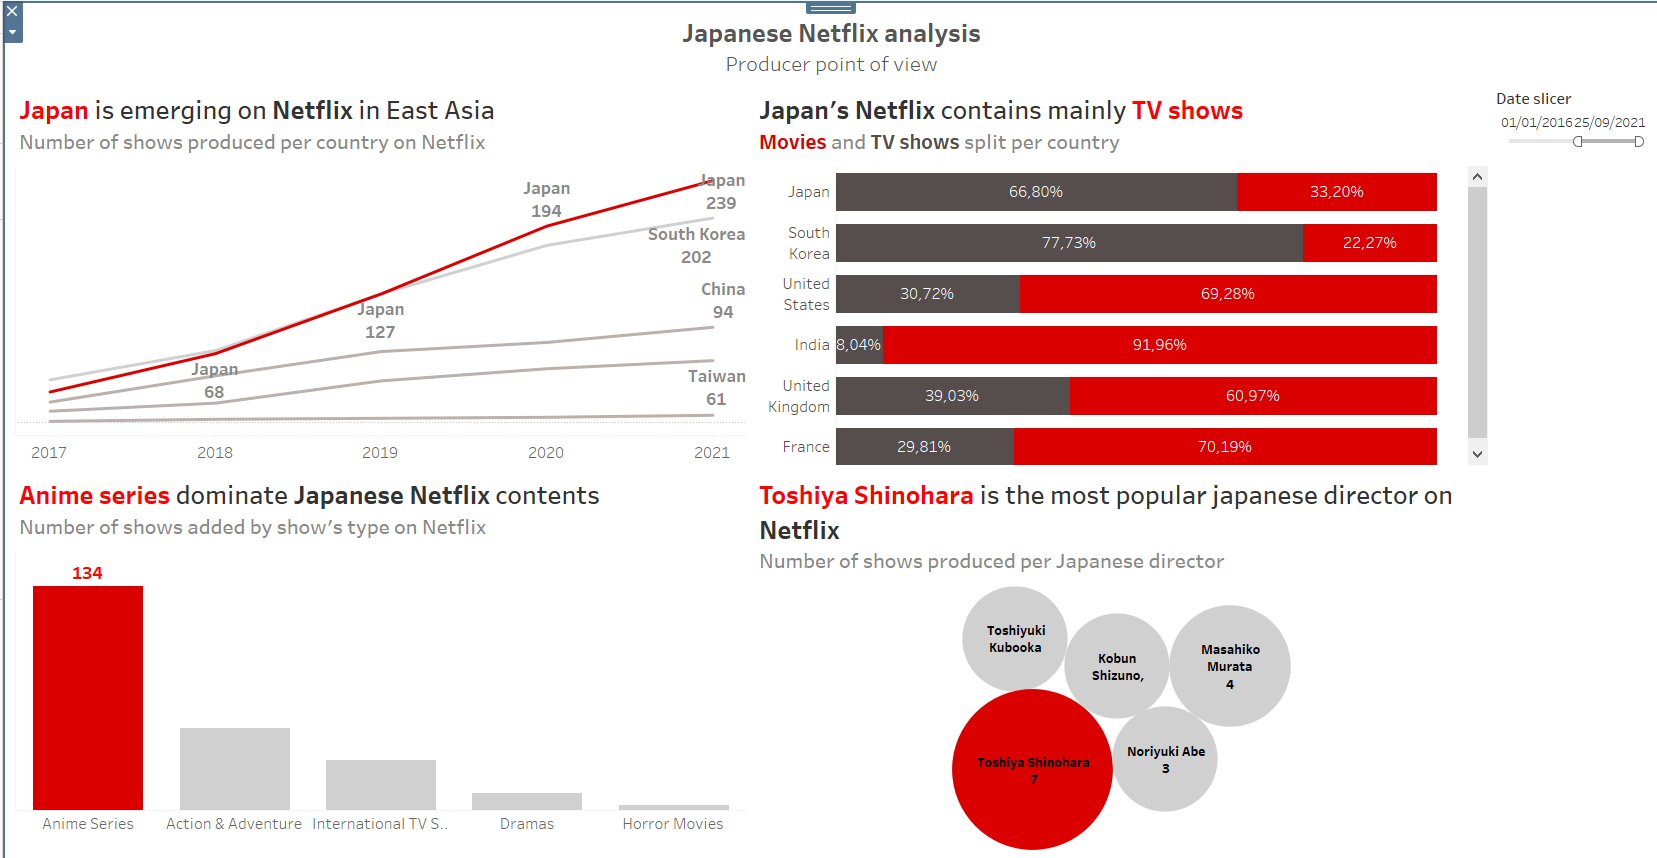 Japanese Netflix analysis
Producer point of view
Japan is emerging on Netflix in East Asia
Number of shows produced per country on Netflix
Japan
194
Japan
239
South Korea
202
China
94
Japan
127
Japan
68
Taiwan
61
2017 2018 2019 2020 2021
Japan's Netflix contains mainly TV shows
Movies and TV shows split per country
Japan 66,80% 33,20%
South
Korea
77,73% 22,27%
United
States
30,72% 69,28%
India 8,04% 91,96%
United
Kingdom
39,03% 60,97%
France 29,81% 70,19%
Date slicer
01/01/2016 25/09/2021
Anime series dominate Japanese Netflix contents
Number of shows added by show's type on Netflix
134
Anime Series Action & Adventure International TV S.. Dramas Horror Movies
Toshiya Shinohara is the most popular japanese director on
Netflix
Number of shows produced per Japanese director
Toshiyuki
Kubooka
Kobun
Shizuno,
Masahiko
Murata
4
Toshiya Shinohara
7
Noriyuki Abe
3